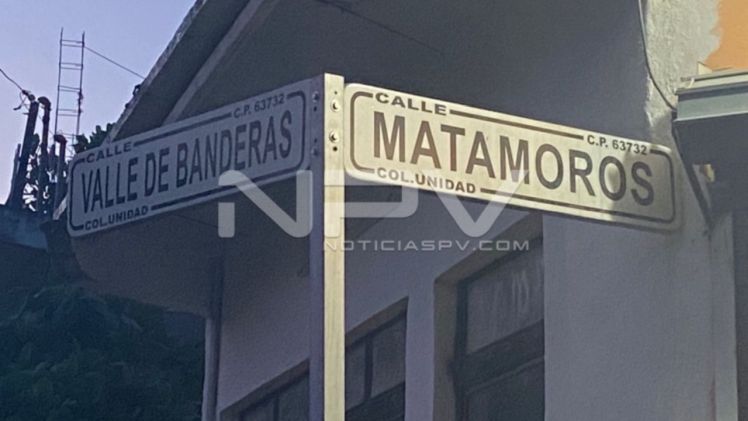 CALLE
C.P. 63732
VALLE DE BANDERAS
COL.UNIDAD
CALLE
C.P. 63732
MATAMOROS
COL.UNIDAD
NPV
NOTICIASPV.COM